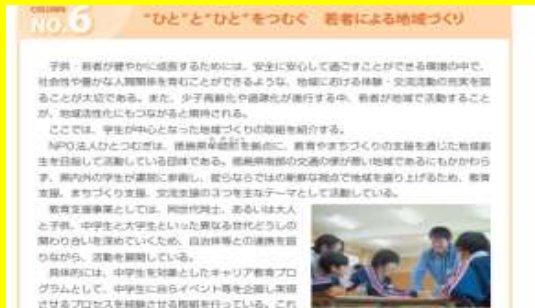 COLUMN
NO.6
“ひと”と“ひと”をつむぐ 若者による地域づくり
子供・若者が健やかに成長するためには、安全に安心して過ごすことができる環境の中で、
社会性や豊かな人間関係を育むことができるような、地域における体験・交流活動の充実を図
ることが大切である。また、少子高齢化や過疎化が進行する中、若者が地域で活動すること
が、地域活性化にもつながると期待される。
ここでは、学生が中心となった地域づくりの取組を紹介する。
NPO法人ひとつむぎは、徳島県牟岐町を拠点に、教育やまちづくりの支援を通じた地域創
生を目指して活動している団体である。徳島県南部の交通の便が悪い地域であるにもかかわら
ず、県内外の学生が運営に参画し、彼らならではの斬新な視点で地域を盛り上げるため、教育
支援、まちづくり支援、交流支援の3つを主なテーマとして活動している。
教育支援事業としては、同世代同士、あるいは大人
と子供、中学生と大学生といった異なる世代どうしの
関わり合いを深めていくため、自治体等との連携を図
りながら、活動を展開している。
具体的には、中学生を対象としたキャリア教育プロ
グラムとして、中学生に自らイベント等を企画し実現
させるプロセスを経験させる取組を行っている。これ